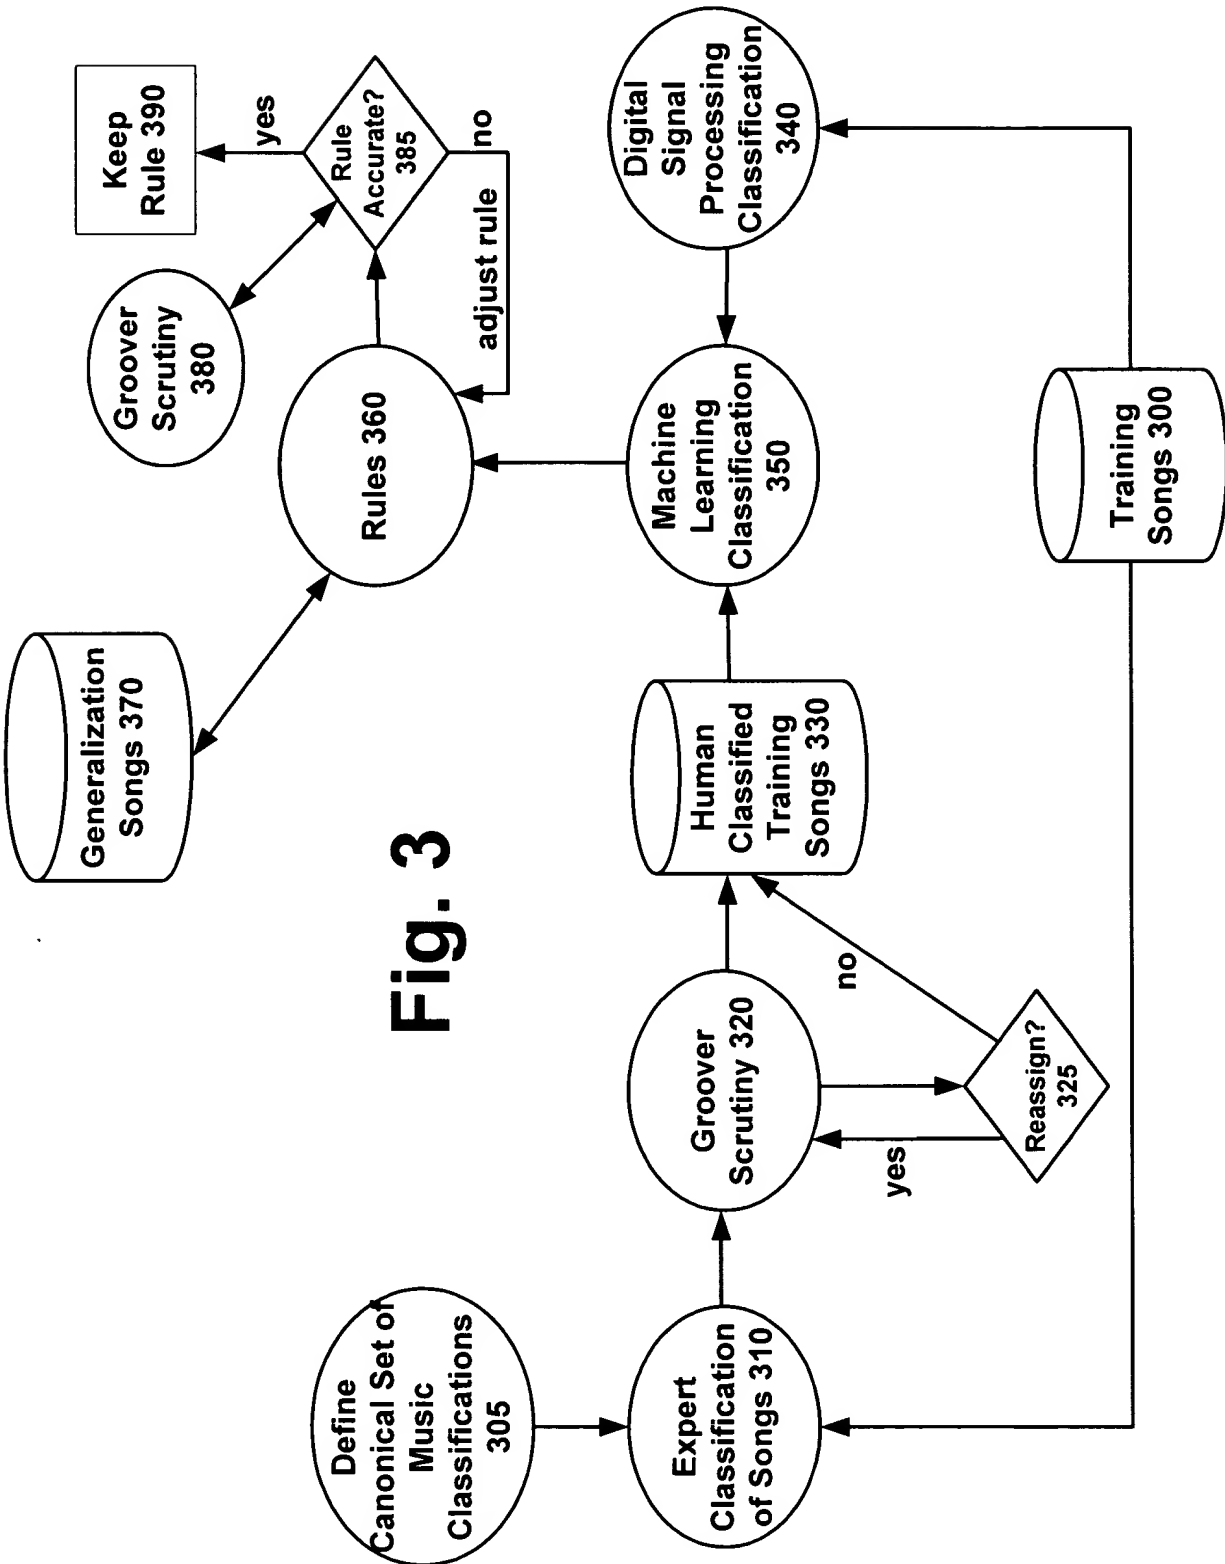 Define
Canonical Set of
Music
Classifications
305
Expert
Classification
of Songs 310
Groover
Scrutiny 320
yes
no
Reassign?
325
Fig. 3
Human
Classified
Training
Songs 330
Generalization
Songs 370
Training
Songs 300
Machine
Learning
Classification
350
Rules 360
Groover
Scrutiny
380
adjust rule
Keep
Rule 390
yes
Rule
Accurate?
385
no
Digital
Signal
Processing
Classification
340